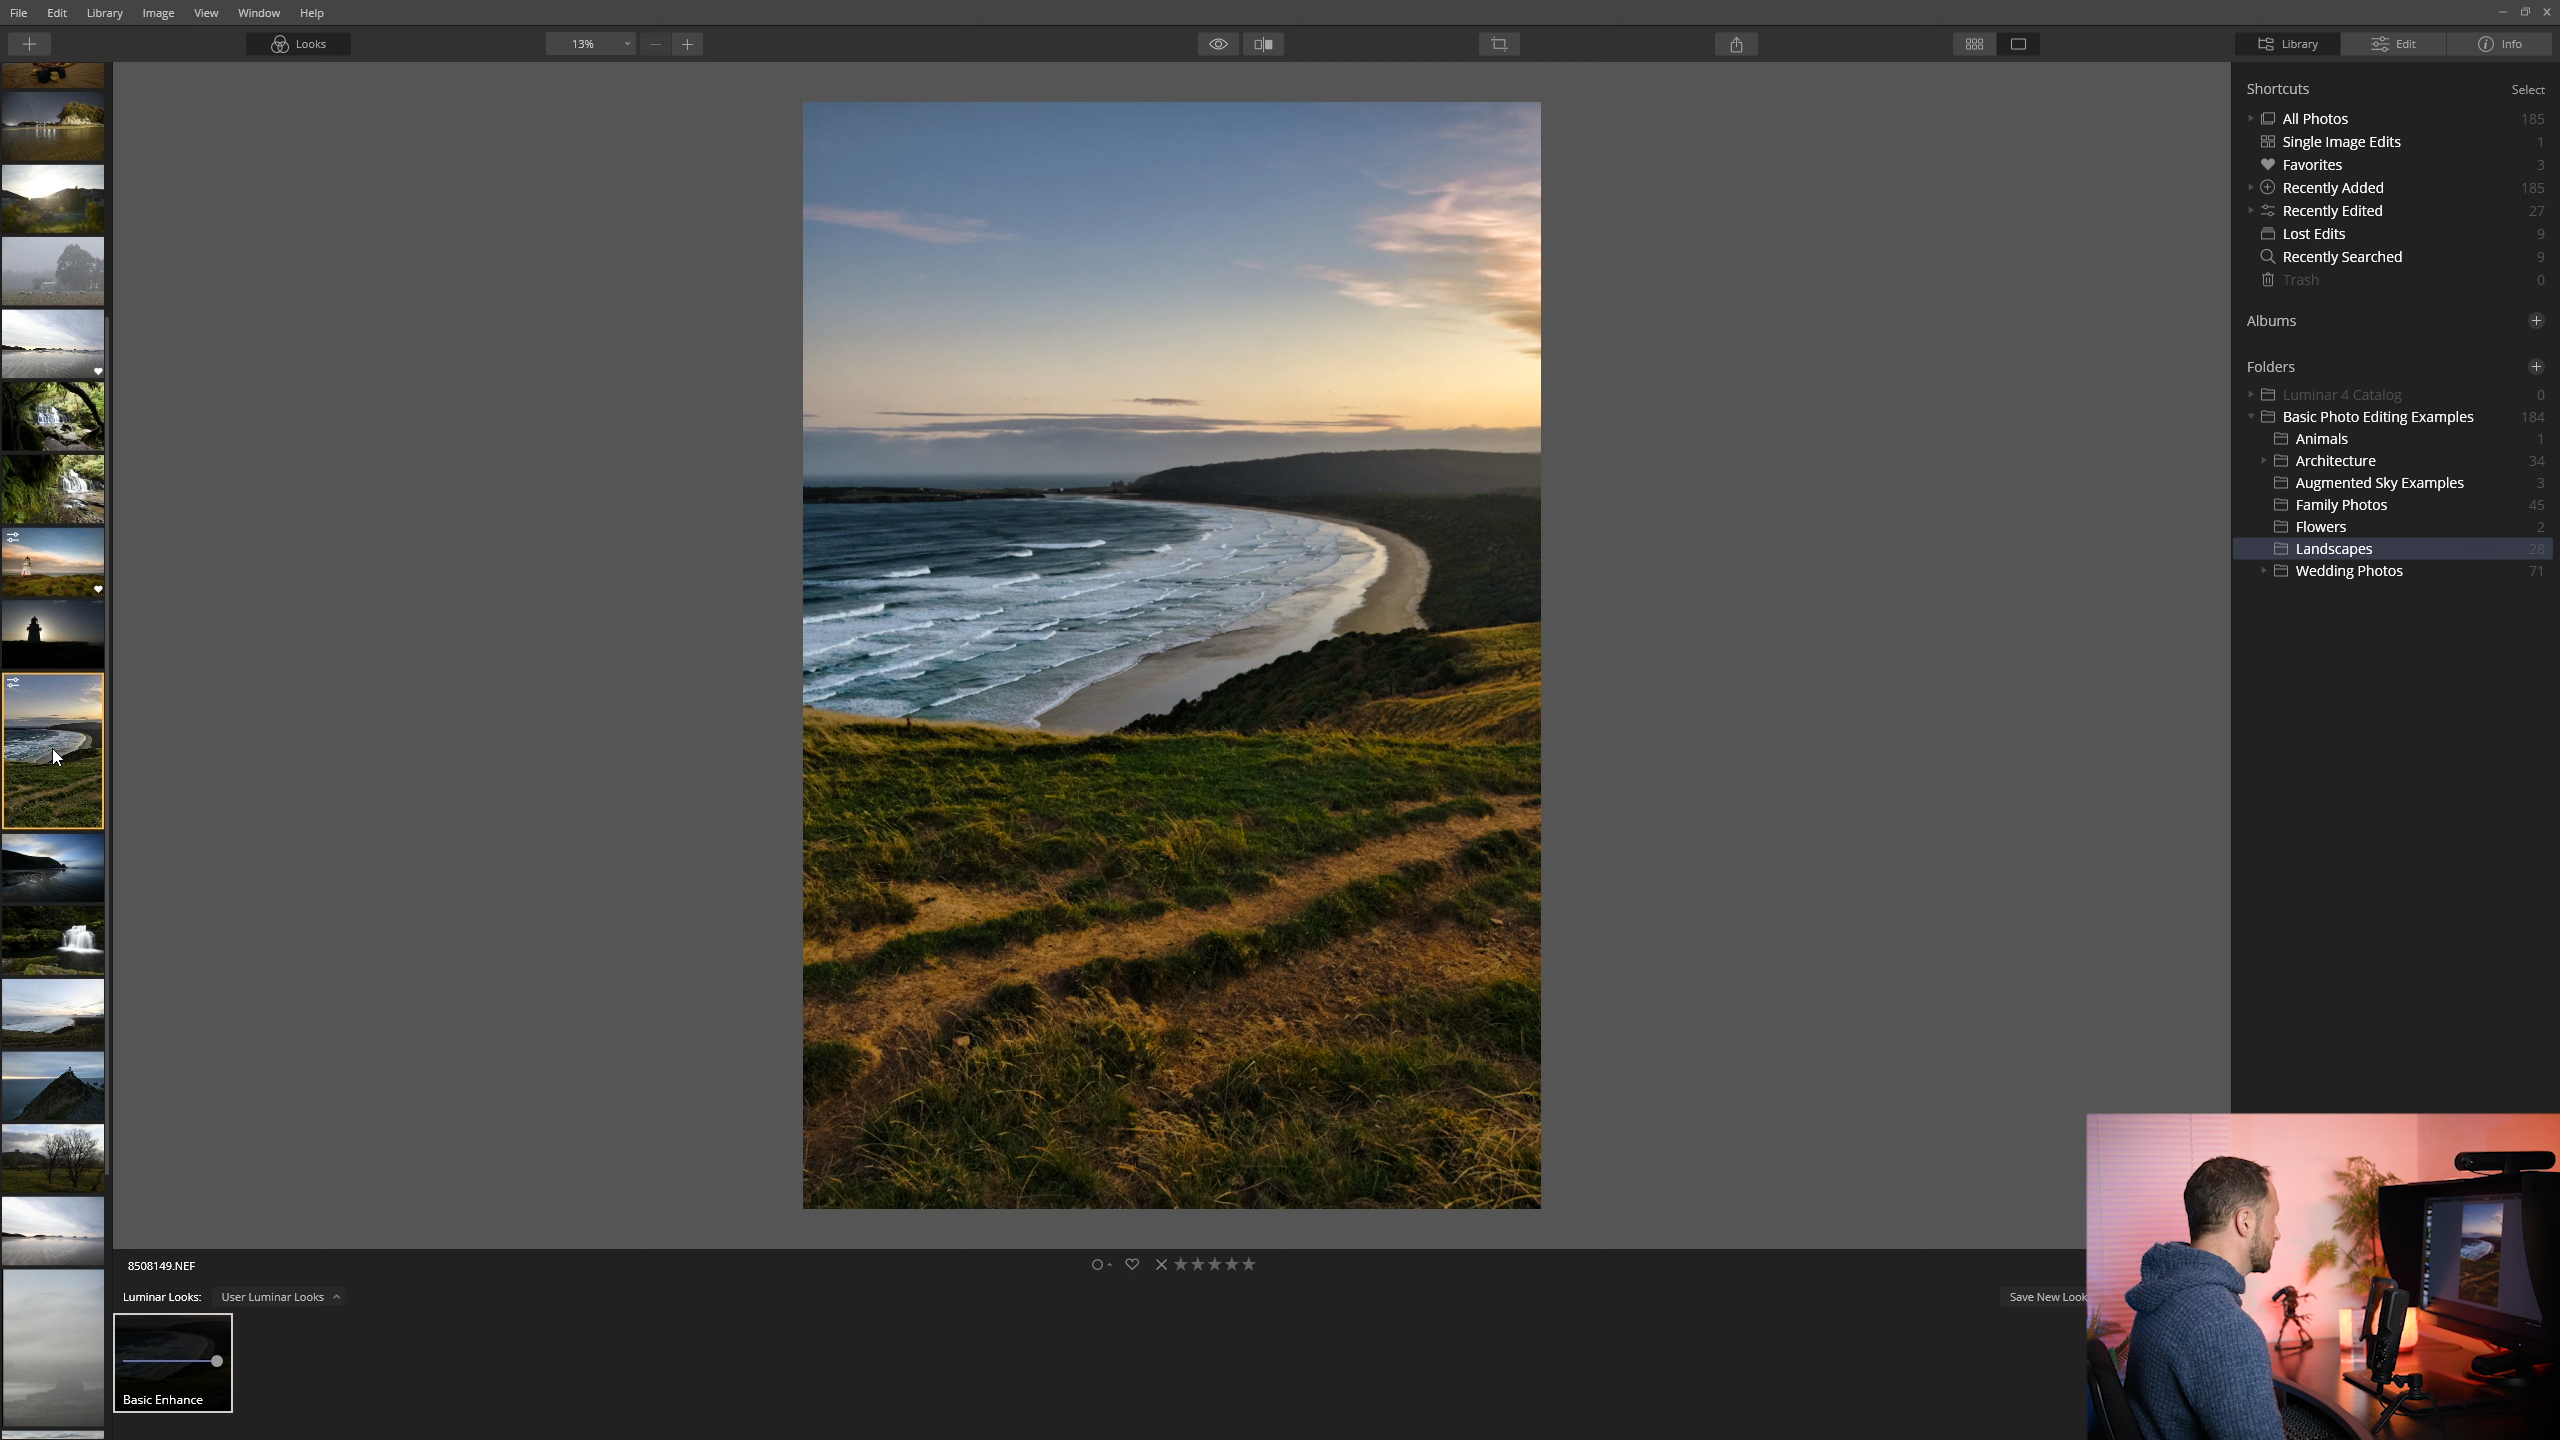 File Edit Library Image View Window Help
Looks 13% Library Edit Info
Shortcuts Select
All Photos 185
Single Image Edits 1
Favorites 3
Recently Added 185
Recently Edited 27
Lost Edits 9
Recently Searched 9
Trash 0
Albums
Folders
Luminar 4 Catalog 0
Basic Photo Editing Examples 184
Animals 1
Architecture 34
Augmented Sky Examples 3
Family Photos 45
Flowers 2
Landscapes 28
Wedding Photos 71
8508149.NEF
Luminar Looks: User Luminar Looks Save New Look
Basic Enhance